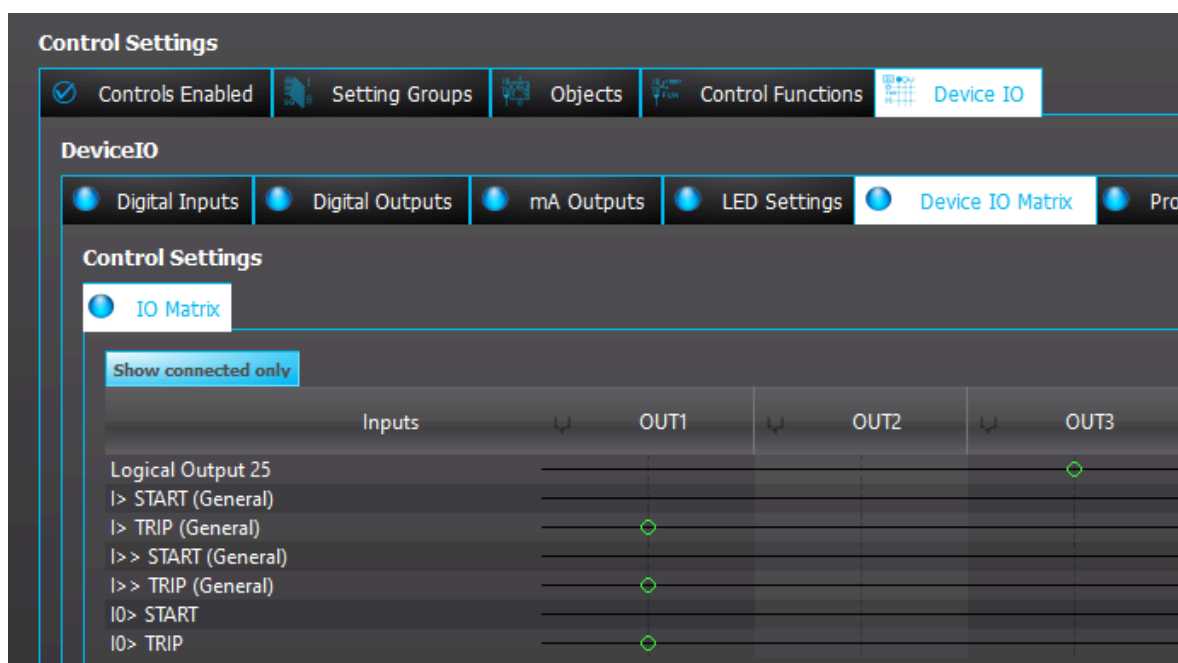 Control Settings
Controls Enabled Setting Groups Objects Control Functions Device IO
DeviceIO
Digital Inputs Digital Outputs mA Outputs LED Settings Device IO Matrix Pro
Control Settings
IO Matrix
Show connected only
Inputs OUT1 OUT2 OUT3
Logical Output 25
I> START (General)
I> TRIP (General)
I>> START (General)
I>> TRIP (General)
I0> START
I0> TRIP